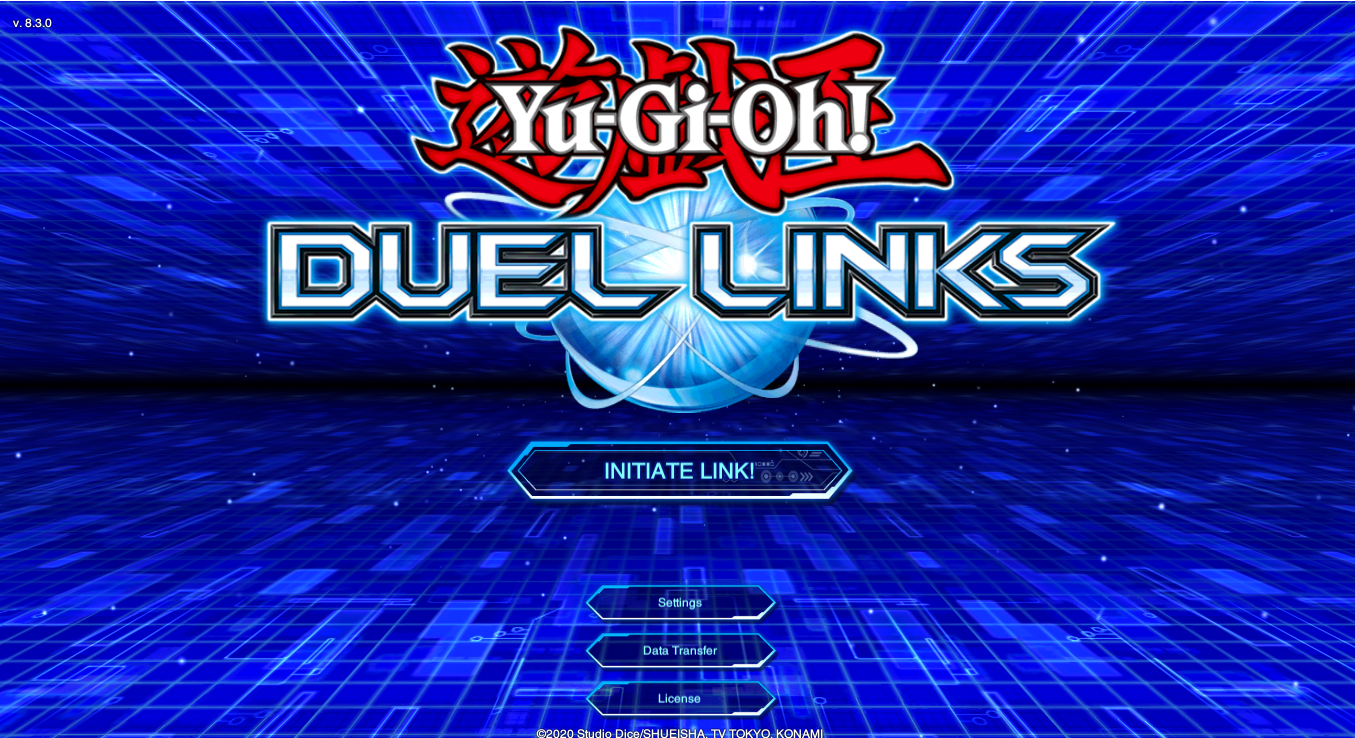 v. 8.3.0
遊戯王
Yu-Gi-Oh!
DUEL LINKS
INITIATE LINK!
Settings
Data Transfer
License
©2020 Studio Dice/SHUEISHA, TV TOKYO, KONAMI